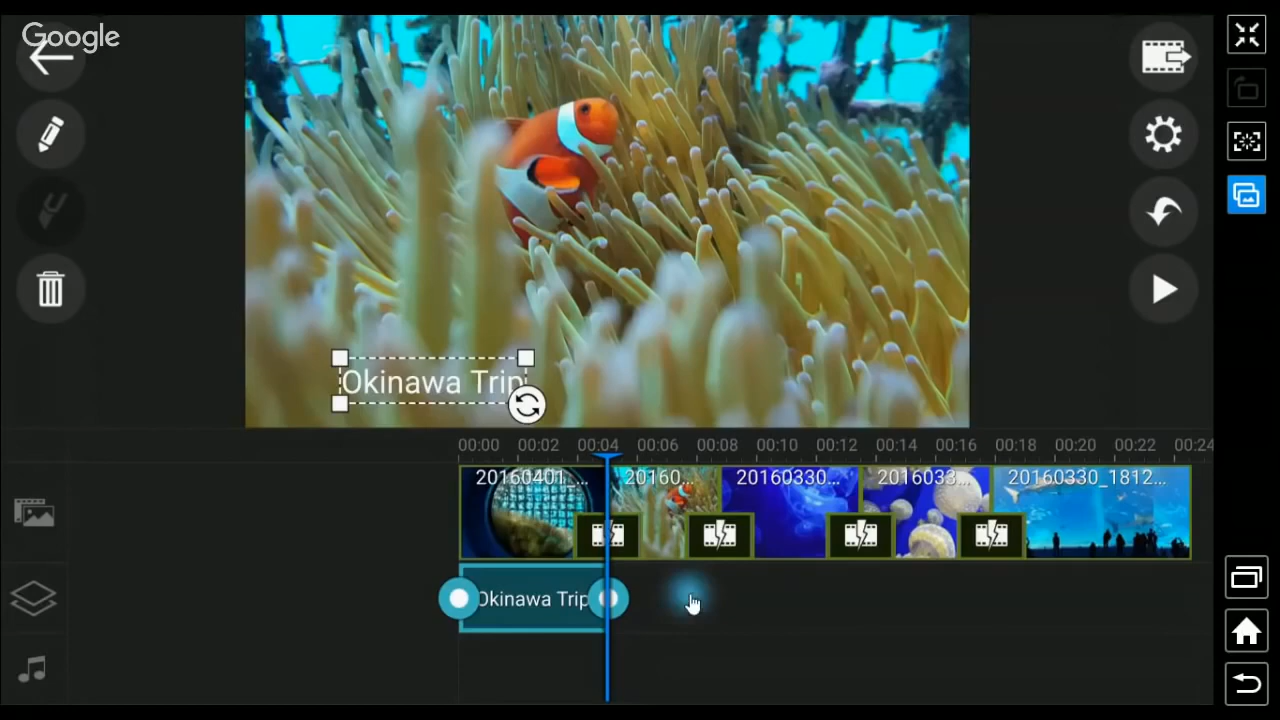 Google
Okinawa Trip
00:00 00:02 00:04 00:06 00:08 00:10 00:12 00:14 00:16 00:18 00:20 00:22 00:24
20160401_... 20160... 20160330... 2016033... 20160330_1812...
Okinawa Trip